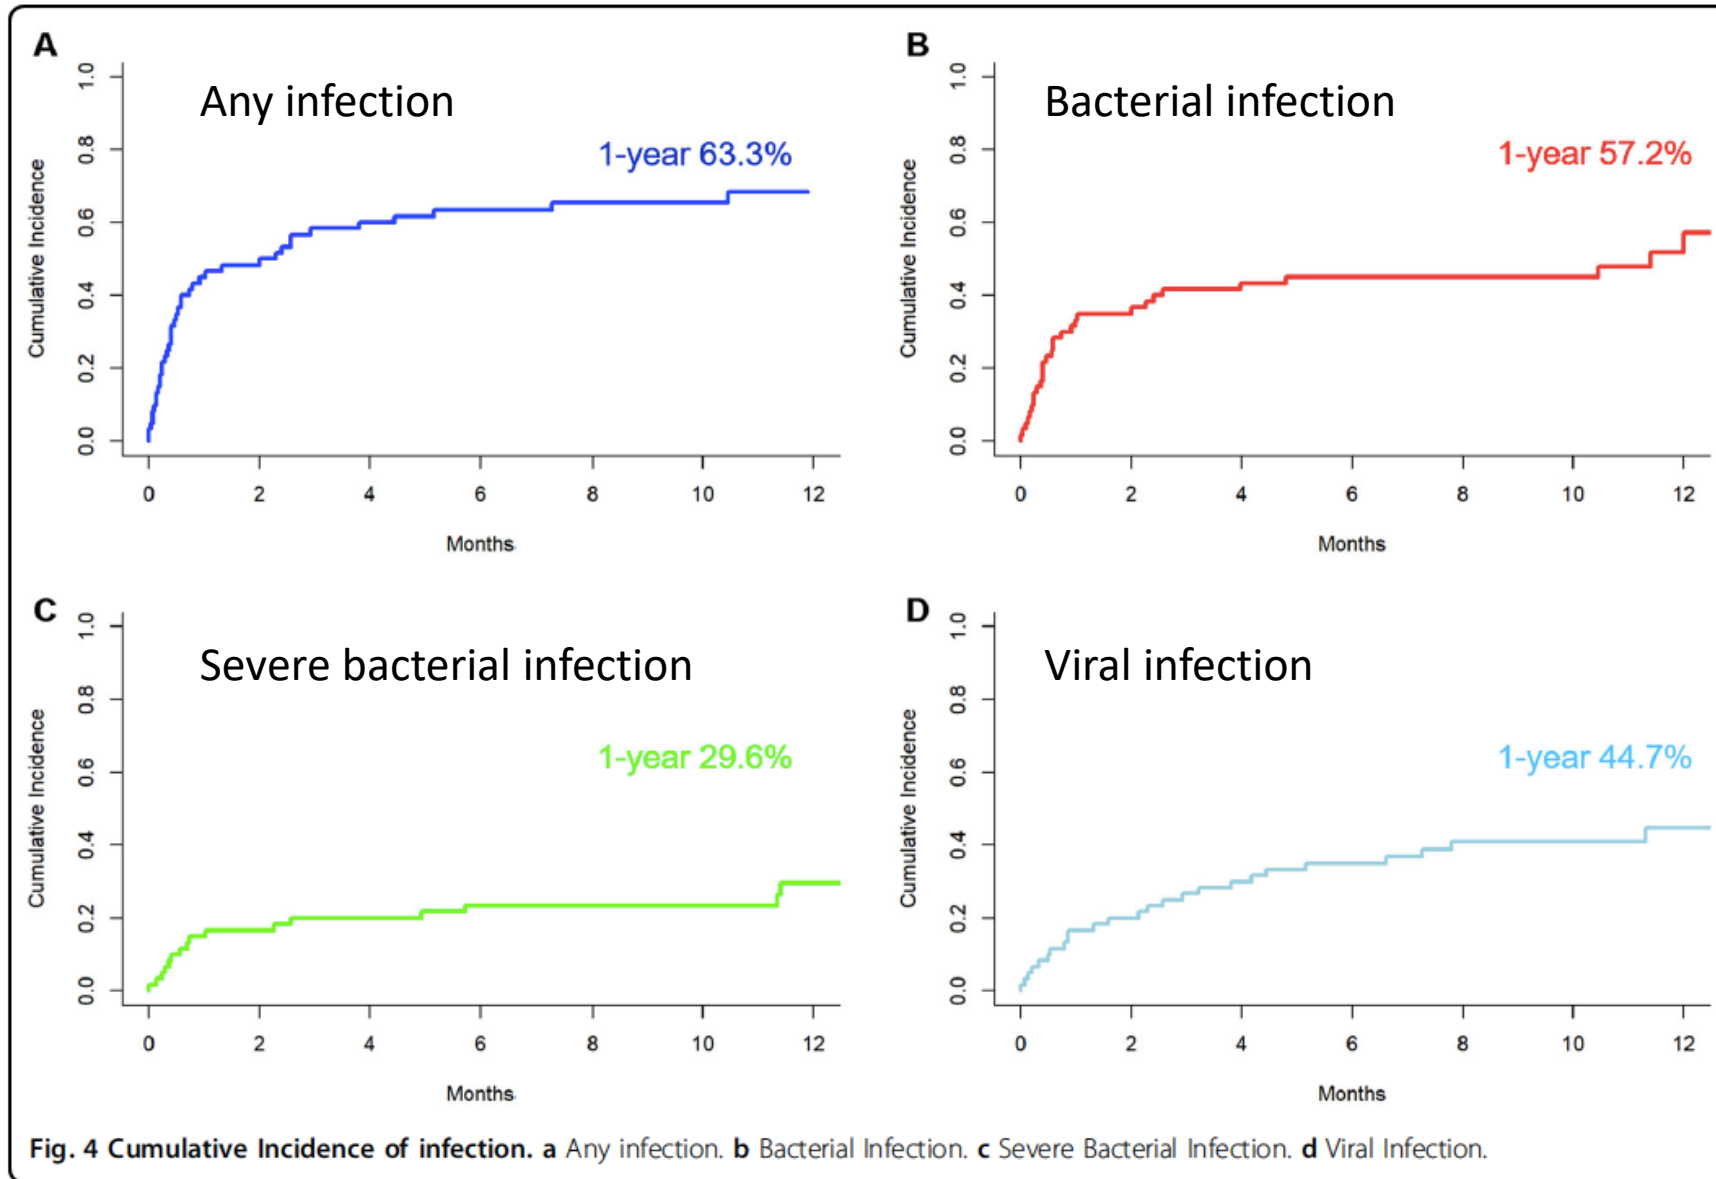 A
Any infection
1-year 63.3%
Cumulative Incidence
0.0 0.2 0.4 0.6 0.8 1.0
0 2 4 6 8 10 12
Months
B
Bacterial infection
1-year 57.2%
Cumulative Incidence
0.0 0.2 0.4 0.6 0.8 1.0
0 2 4 6 8 10 12
Months
C
Severe bacterial infection
1-year 29.6%
Cumulative Incidence
0.0 0.2 0.4 0.6 0.8 1.0
0 2 4 6 8 10 12
Months
D
Viral infection
1-year 44.7%
Cumulative Incidence
0.0 0.2 0.4 0.6 0.8 1.0
0 2 4 6 8 10 12
Months
Fig. 4 Cumulative Incidence of infection. a Any infection. b Bacterial Infection. c Severe Bacterial Infection. d Viral Infection.